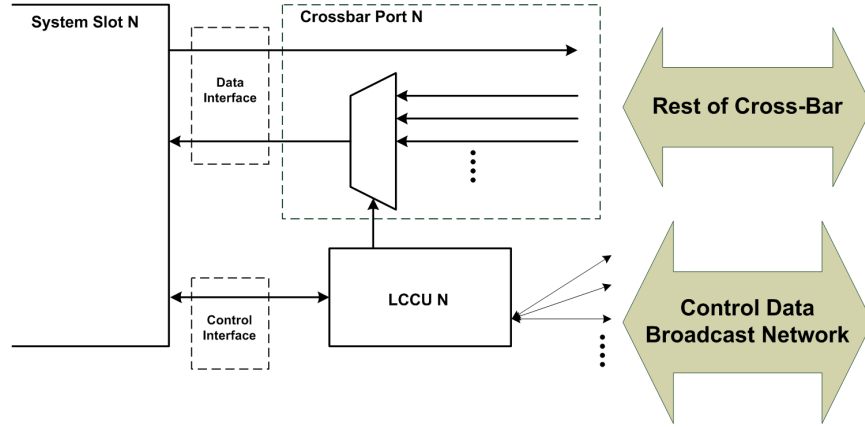 System Slot N
Crossbar Port N
Data
Interface
Rest of Cross-Bar
LCCU N
Control
Interface
Control Data
Broadcast Network